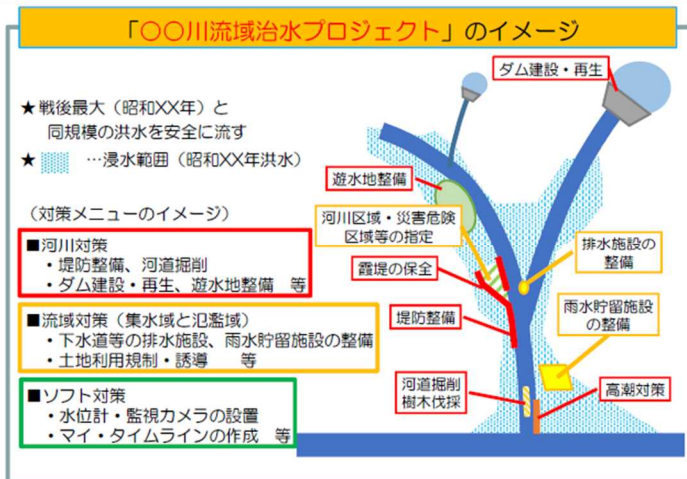 「〇〇川流域治水プロジェクト」のイメージ
★戦後最大（昭和XX年）と
同規模の洪水を安全に流す
★ …浸水範囲（昭和XX年洪水）
（対策メニューのイメージ）
■河川対策
・堤防整備、河道掘削
・ダム建設・再生、遊水地整備 等
■流域対策（集水域と氾濫域）
・下水道等の排水施設、雨水貯留施設の整備
・土地利用規制・誘導 等
■ソフト対策
・水位計・監視カメラの設置
・マイ・タイムラインの作成 等
ダム建設・再生
遊水地整備
河川区域・災害危険
区域等の指定
霞堤の保全
堤防整備
河道掘削
樹木伐採
排水施設の
整備
雨水貯留施設
の整備
高潮対策